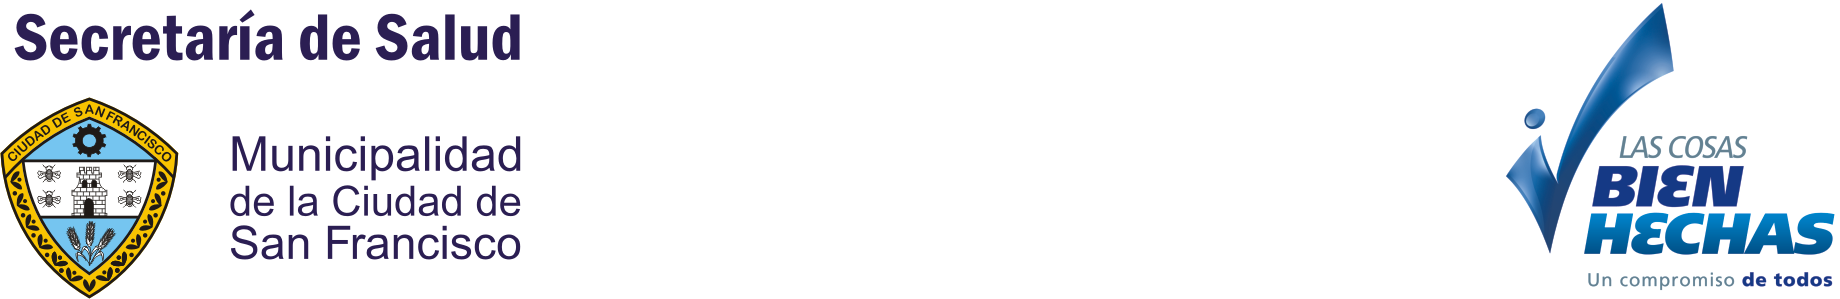 Secretaría de Salud
CIUDAD DE SAN FRANCISCO
Municipalidad
de la Ciudad de
San Francisco
LAS COSAS
BIEN
HECHAS
Un compromiso de todos